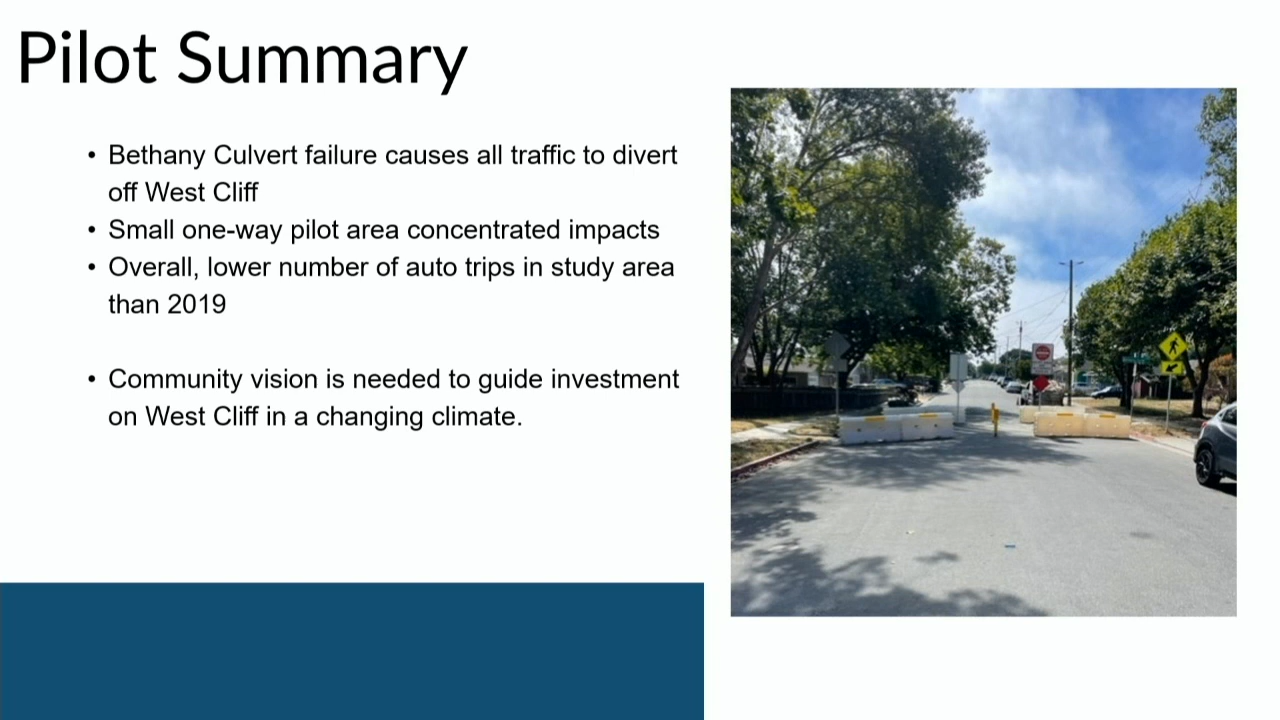 Pilot Summary
• Bethany Culvert failure causes all traffic to divert
off West Cliff
• Small one-way pilot area concentrated impacts
• Overall, lower number of auto trips in study area
than 2019
• Community vision is needed to guide investment
on West Cliff in a changing climate.